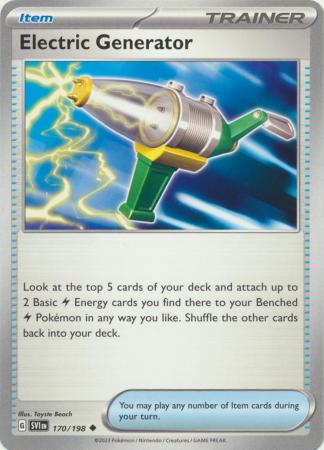 Item
TRAINER
Electric Generator
Look at the top 5 cards of your deck and attach up to
2 Basic Energy cards you find there to your Benched
Pokémon in any way you like. Shuffle the other cards
back into your deck.
Illus. Toyste Beach
G SVI EN 170/198
You may play any number of Item cards during
your turn.
©2023 Pokémon / Nintendo / Creatures / GAME FREAK